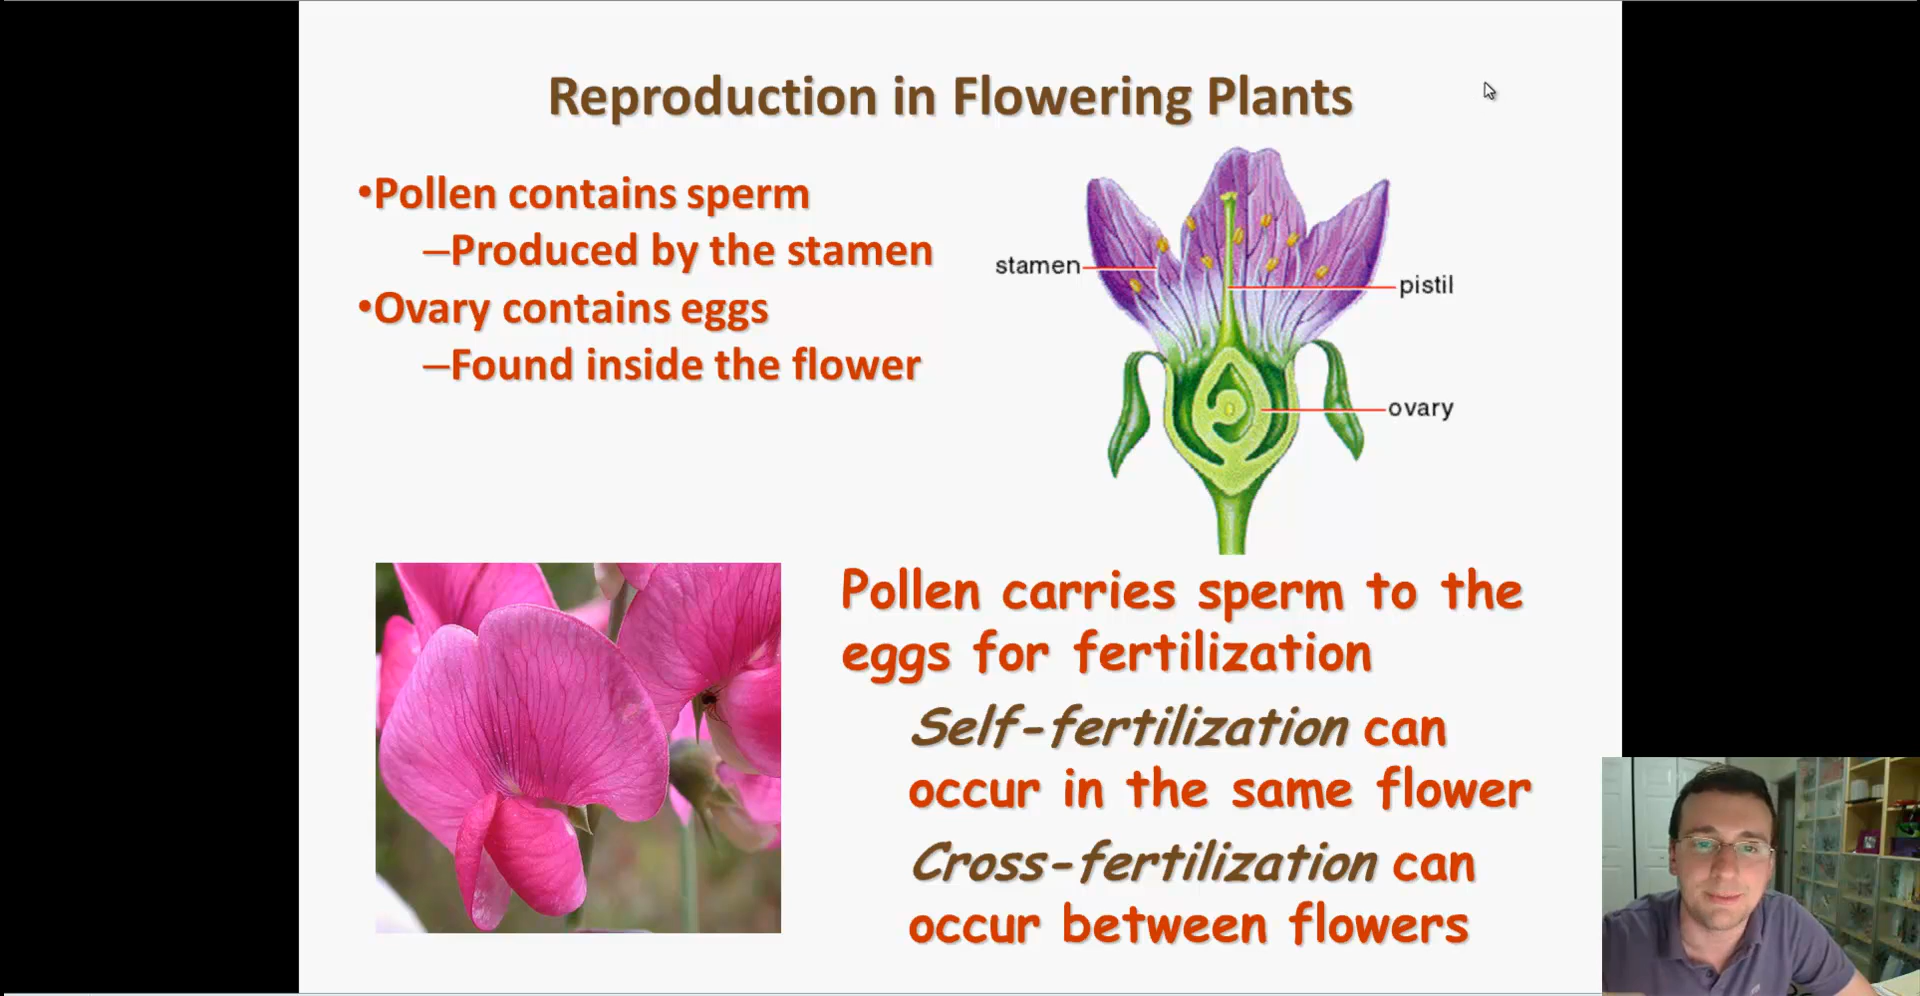 Reproduction in Flowering Plants
•Pollen contains sperm
–Produced by the stamen
•Ovary contains eggs
–Found inside the flower
stamen
pistil
ovary
Pollen carries sperm to the
eggs for fertilization
Self-fertilization can
occur in the same flower
Cross-fertilization can
occur between flowers